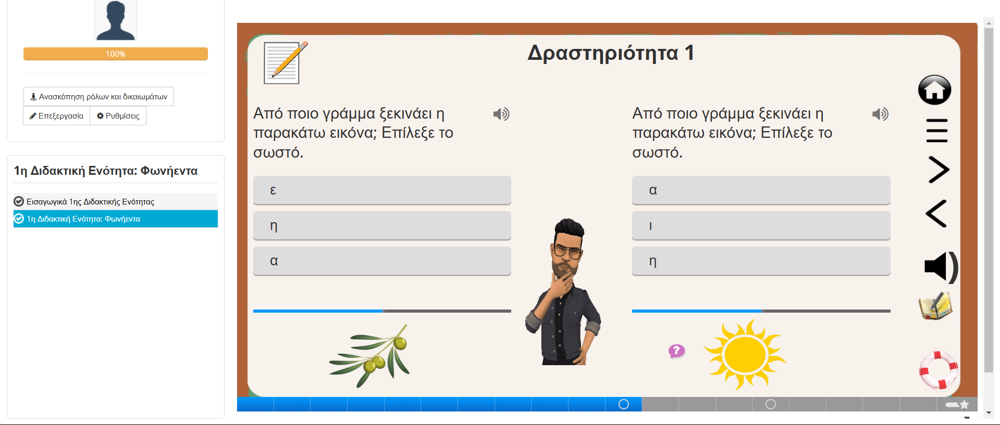 100%
Ανασκόπηση ρόλων και δικαιωμάτων
Επεξεργασία
Ρυθμίσεις
1η Διδακτική Ενότητα: Φωνήεντα
Εισαγωγικά 1ης Διδακτικής Ενότητας
1η Διδακτική Ενότητα: Φωνήεντα
Δραστηριότητα 1
Από ποιο γράμμα ξεκινάει η
παρακάτω εικόνα; Επίλεξε το
σωστό.
ε
η
α
Από ποιο γράμμα ξεκινάει η
παρακάτω εικόνα; Επίλεξε το
σωστό.
α
ι
η
?